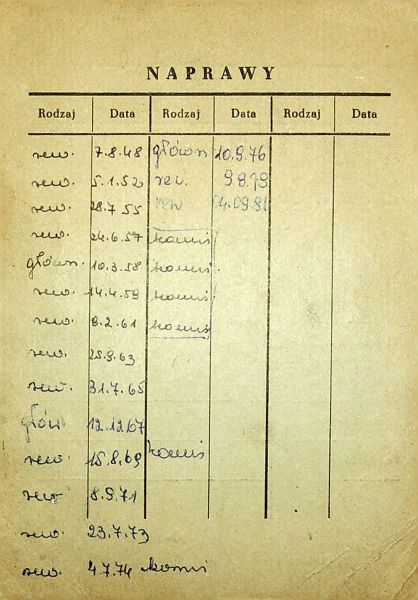 NAPRAWY
Rodzaj Data Rodzaj Data Rodzaj Data
rew. 7.8.48 główn 10.9.76
rew. 5.1.52 rew. 9.8.79
rew. 28.7.55 rew 04.09.81
rew. 24.6.57 komis
główn. 10.3.58 komis.
rew. 14.4.59 komis
rew. 9.2.61 komis
rew. 25.9.63
rew. 31.7.65
głów. 12.12.67
rew. 15.8.69 komis
rew. 8.9.71
rew. 23.7.73
rew. 4.7.74 komis